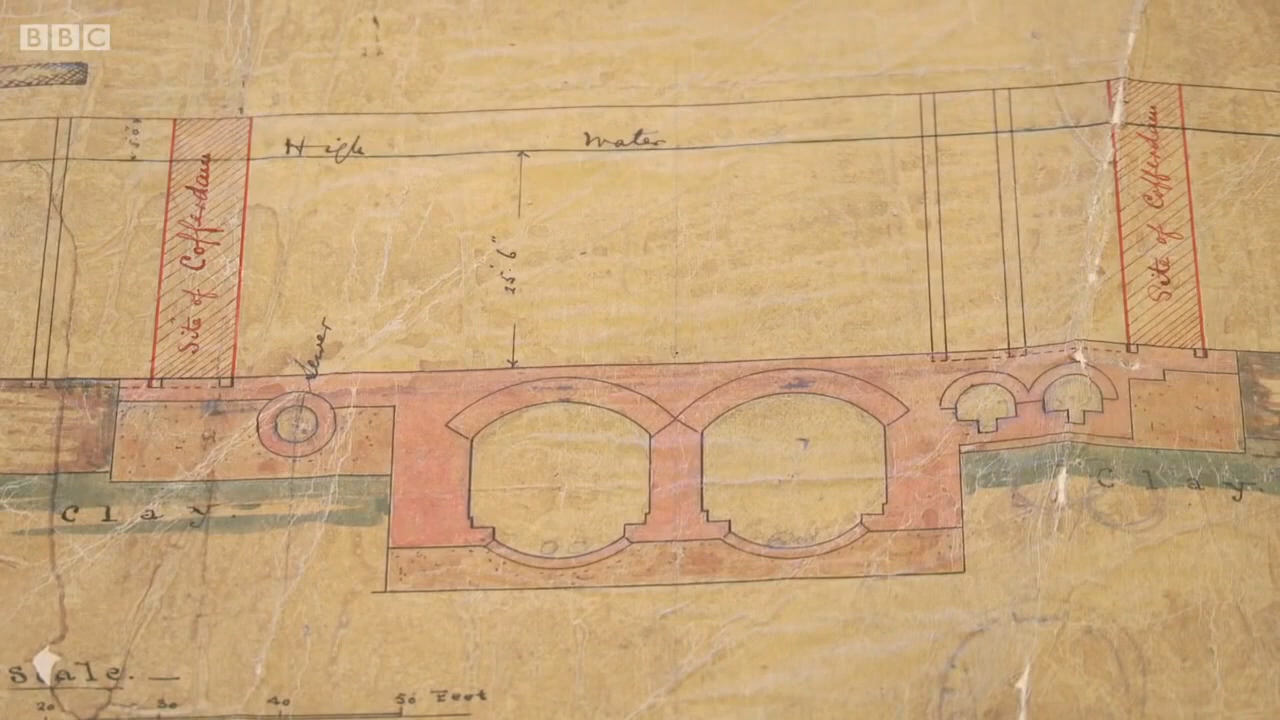 BBC
High Water
Site of Cofferdam
Site of Cofferdam
25' 6"
Sewer
Clay.
Clay.
Scale.
20 30 40 50 Feet